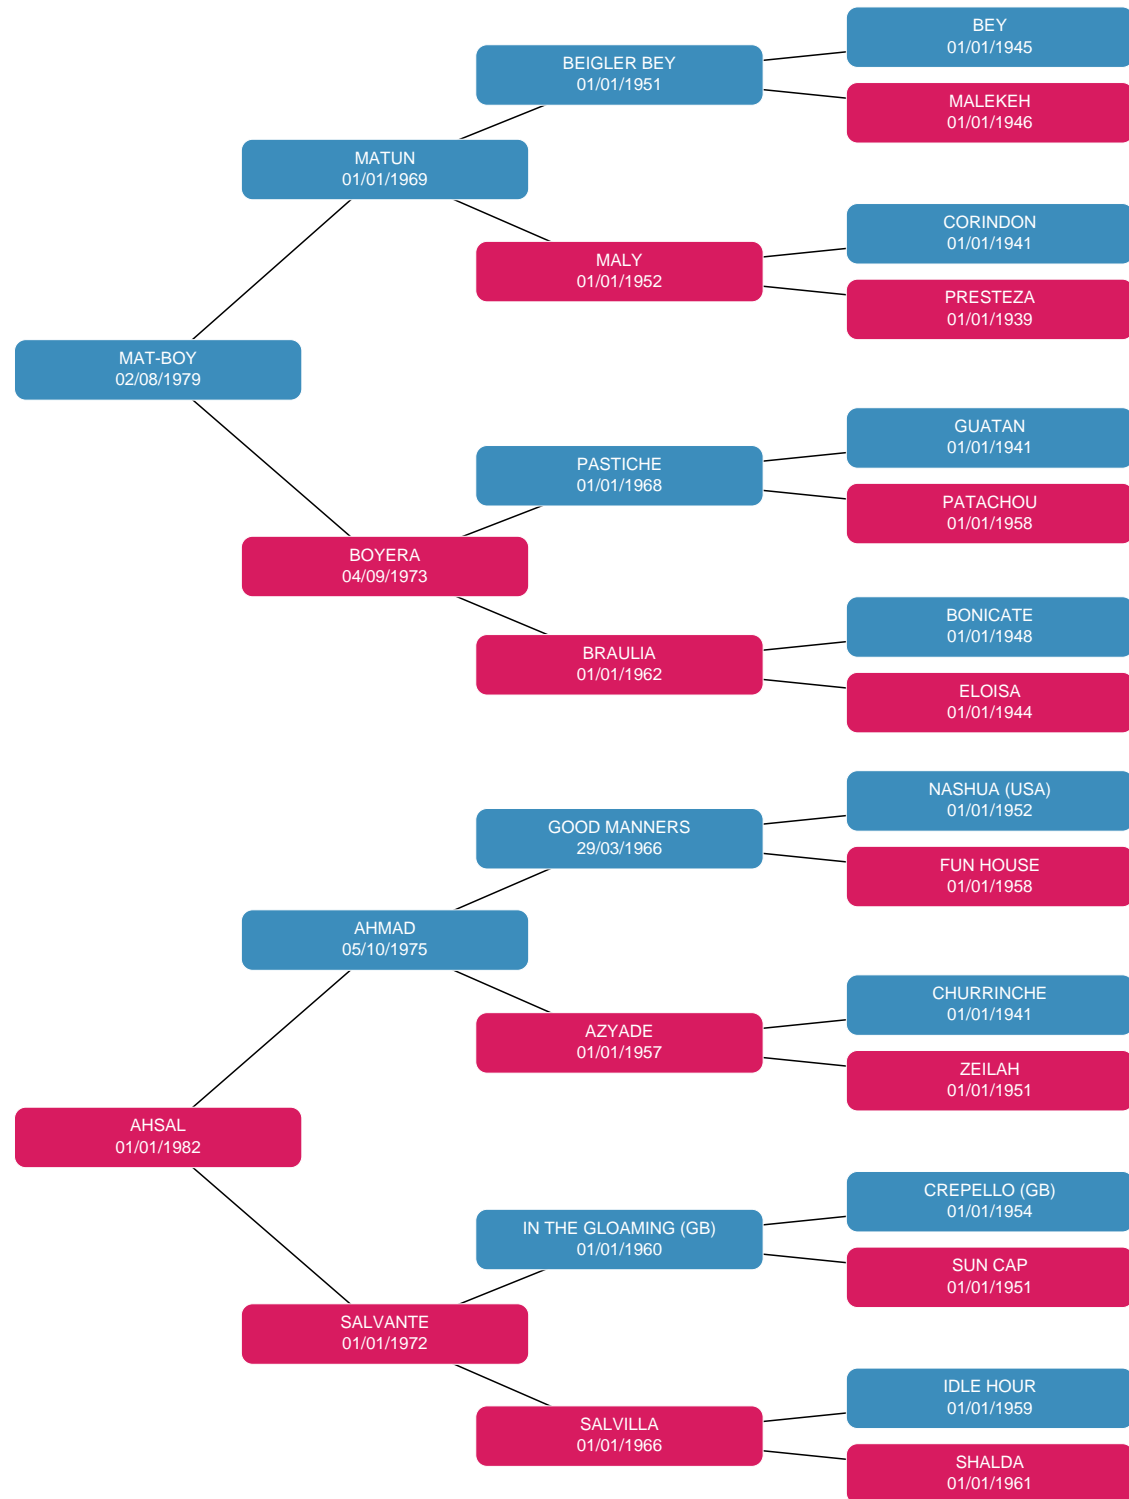 BEY
01/01/1945
BEIGLER BEY
01/01/1951
MALEKEH
01/01/1946
MATUN
01/01/1969
CORINDON
01/01/1941
MALY
01/01/1952
PRESTEZA
01/01/1939
MAT-BOY
02/08/1979
GUATAN
01/01/1941
PASTICHE
01/01/1968
PATACHOU
01/01/1958
BOYERA
04/09/1973
BONICATE
01/01/1948
BRAULIA
01/01/1962
ELOISA
01/01/1944
NASHUA (USA)
01/01/1952
GOOD MANNERS
29/03/1966
FUN HOUSE
01/01/1958
AHMAD
05/10/1975
CHURRINCHE
01/01/1941
AZYADE
01/01/1957
ZEILAH
01/01/1951
AHSAL
01/01/1982
CREPELLO (GB)
01/01/1954
IN THE GLOAMING (GB)
01/01/1960
SUN CAP
01/01/1951
SALVANTE
01/01/1972
IDLE HOUR
01/01/1959
SALVILLA
01/01/1966
SHALDA
01/01/1961